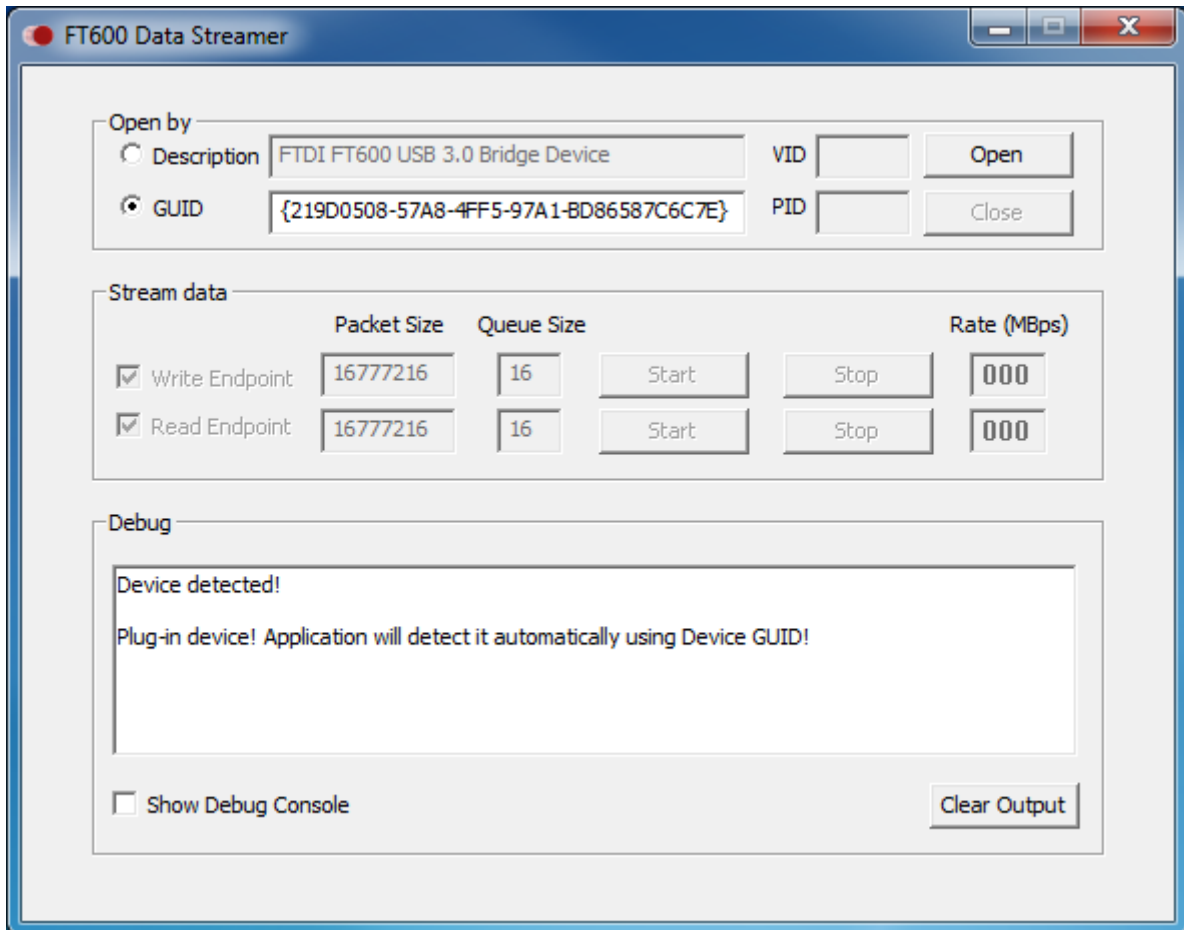 FT600 Data Streamer
Open by
Description FTDI FT600 USB 3.0 Bridge Device VID Open
GUID {219D0508-57A8-4FF5-97A1-BD86587C6C7E} PID Close
Stream data
Packet Size Queue Size Rate (MBps)
Write Endpoint 16777216 16 Start Stop 000
Read Endpoint 16777216 16 Start Stop 000
Debug
Device detected!
Plug-in device! Application will detect it automatically using Device GUID!
Show Debug Console Clear Output